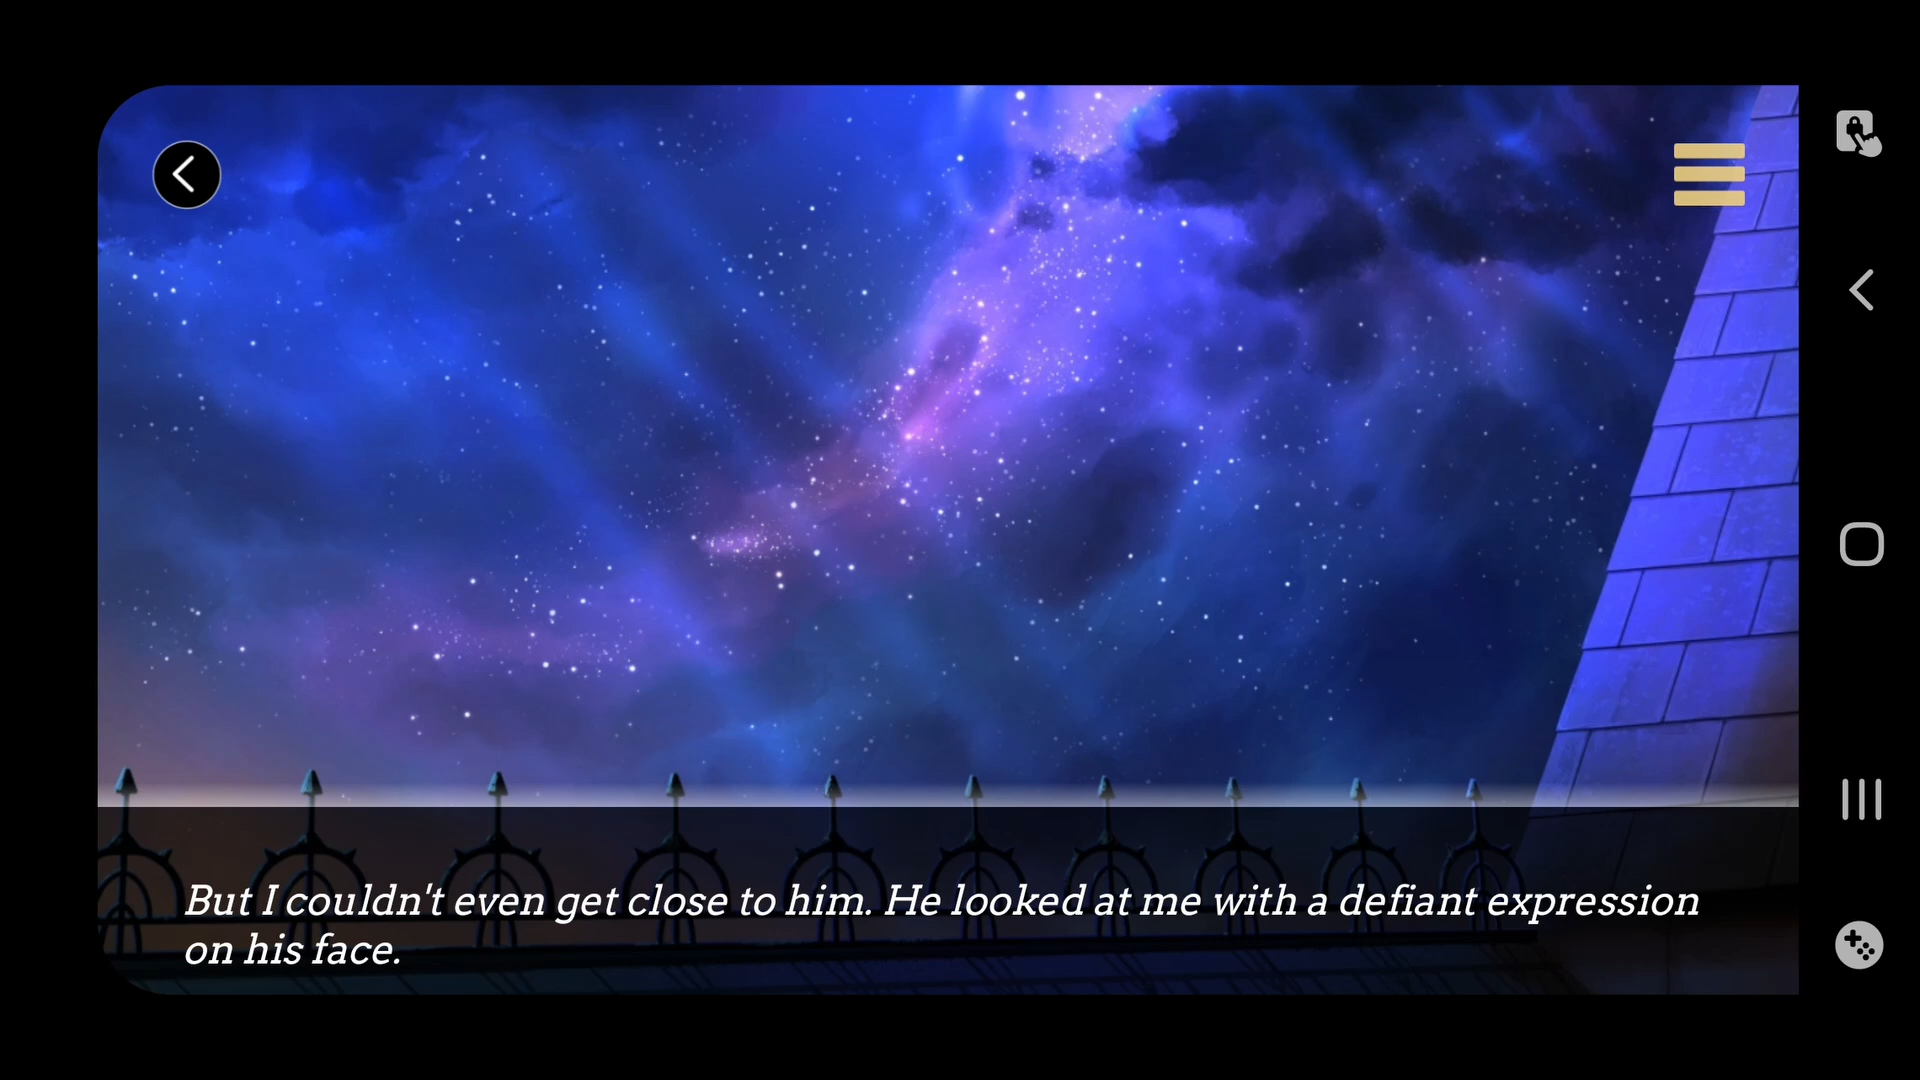 But I couldn't even get close to him. He looked at me with a defiant expression
on his face.